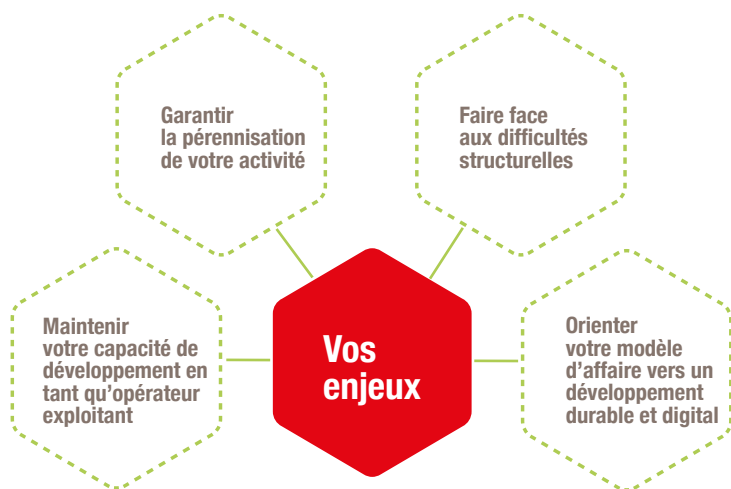 Garantir
la pérennisation
de votre activité
Faire face
aux difficultés
structurelles
Maintenir
votre capacité de
développement en
tant qu’opérateur
exploitant
Vos
enjeux
Orienter
votre modèle
d’affaire vers un
développement
durable et digital